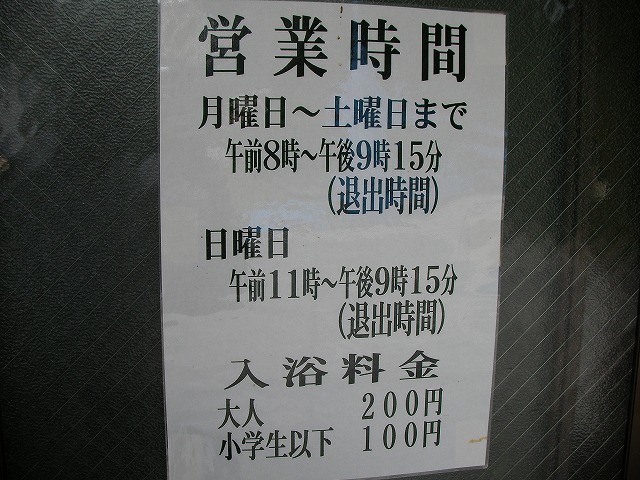 営業時間
月曜日～土曜日まで
午前8時～午後9時15分
(退出時間)
日曜日
午前11時～午後9時15分
(退出時間)
入浴料金
大人 200円
小学生以下 100円